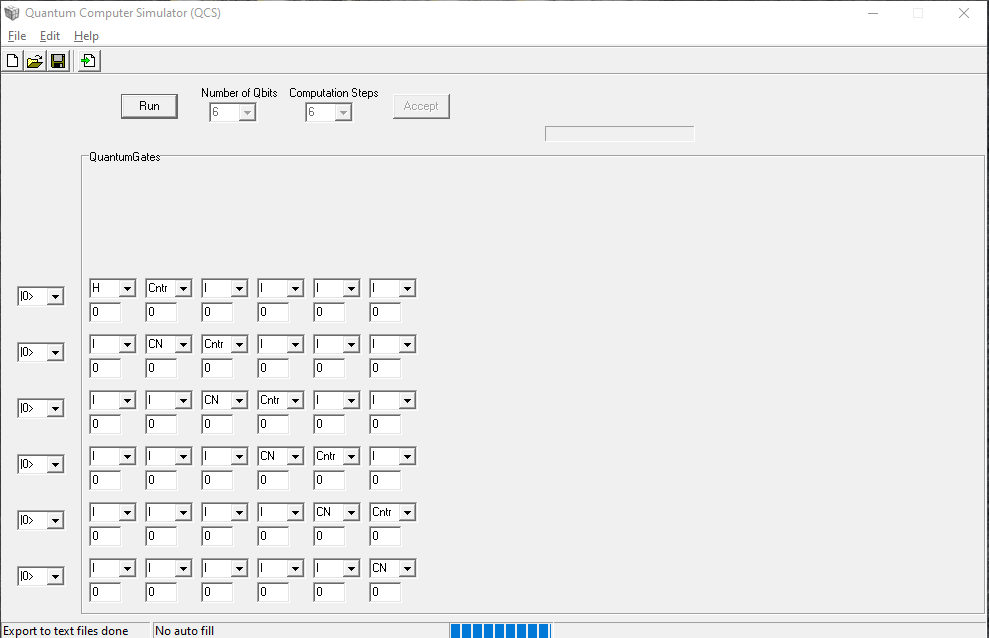 Quantum Computer Simulator (QCS)
File Edit Help
Number of Qbits Computation Steps
Run 6 6 Accept
QuantumGates
|0> H Cntr I I I I
0 0 0 0 0 0
|0> I CN Cntr I I I
0 0 0 0 0 0
|0> I I CN Cntr I I
0 0 0 0 0 0
|0> I I I CN Cntr I
0 0 0 0 0 0
|0> I I I I CN Cntr
0 0 0 0 0 0
|0> I I I I I CN
0 0 0 0 0 0
Export to text files done No auto fill